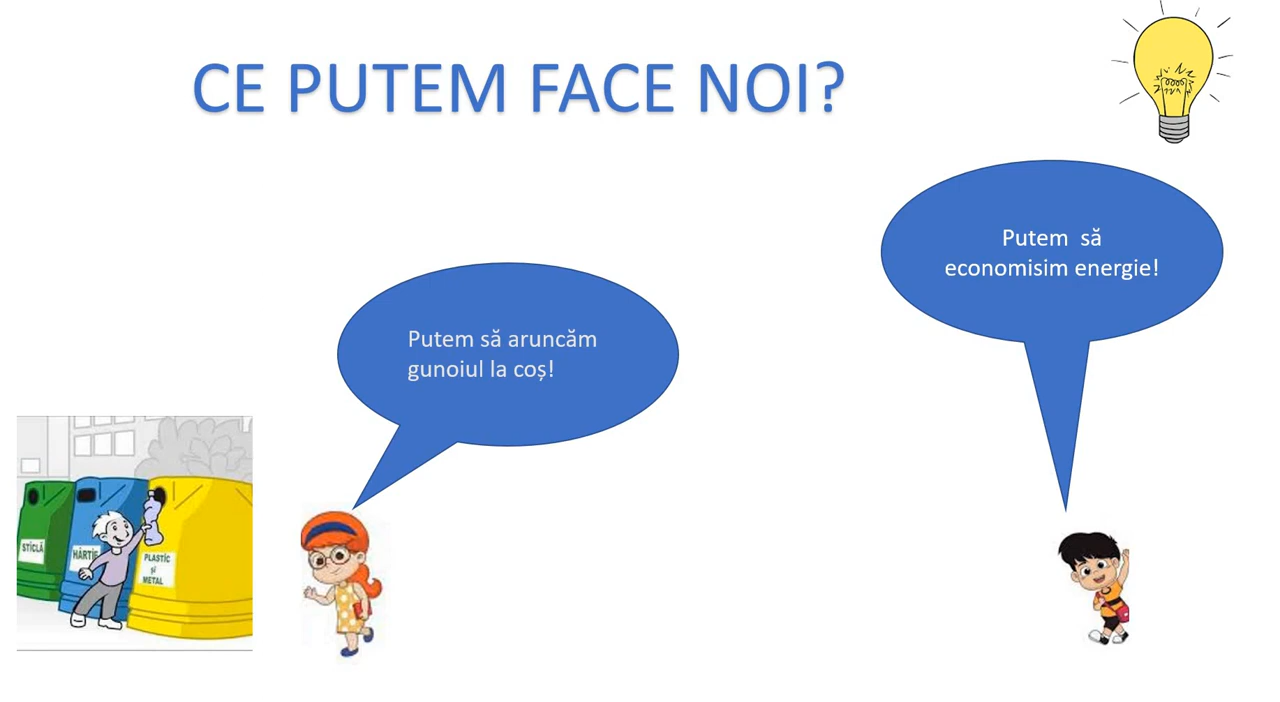 CE PUTEM FACE NOI?
Putem să
economisim energie!
Putem să aruncăm
gunoiul la coș!
STICLĂ
HÂRTIE
PLASTIC
ȘI
METAL